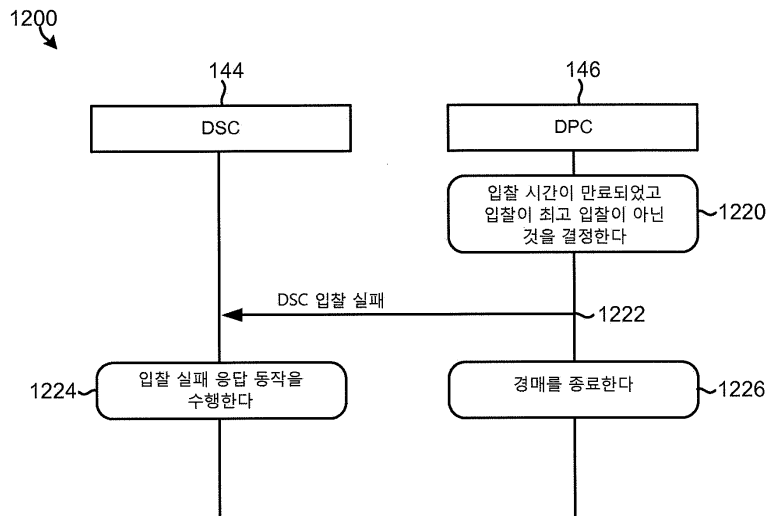 1200
144
146
DSC
DPC
입찰 시간이 만료되었고
입찰이 최고 입찰이 아닌
것을 결정한다
1220
DSC 입찰 실패
1222
1224
입찰 실패 응답 동작을
수행한다
경매를 종료한다
1226